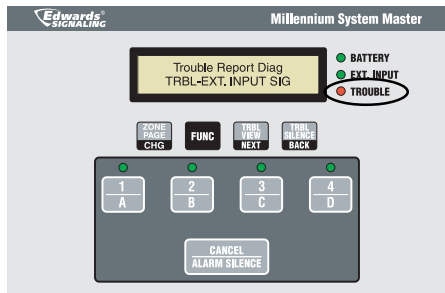 Edwards®
SIGNALING
Millennium System Master
Trouble Report Diag
TRBL-EXT. INPUT SIG
BATTERY
EXT. INPUT
TROUBLE
ZONE
PAGE
CHG
FUNC
TRBL
VIEW
NEXT
TRBL
SILENCE
BACK
1
A
2
B
3
C
4
D
CANCEL
ALARM SILENCE